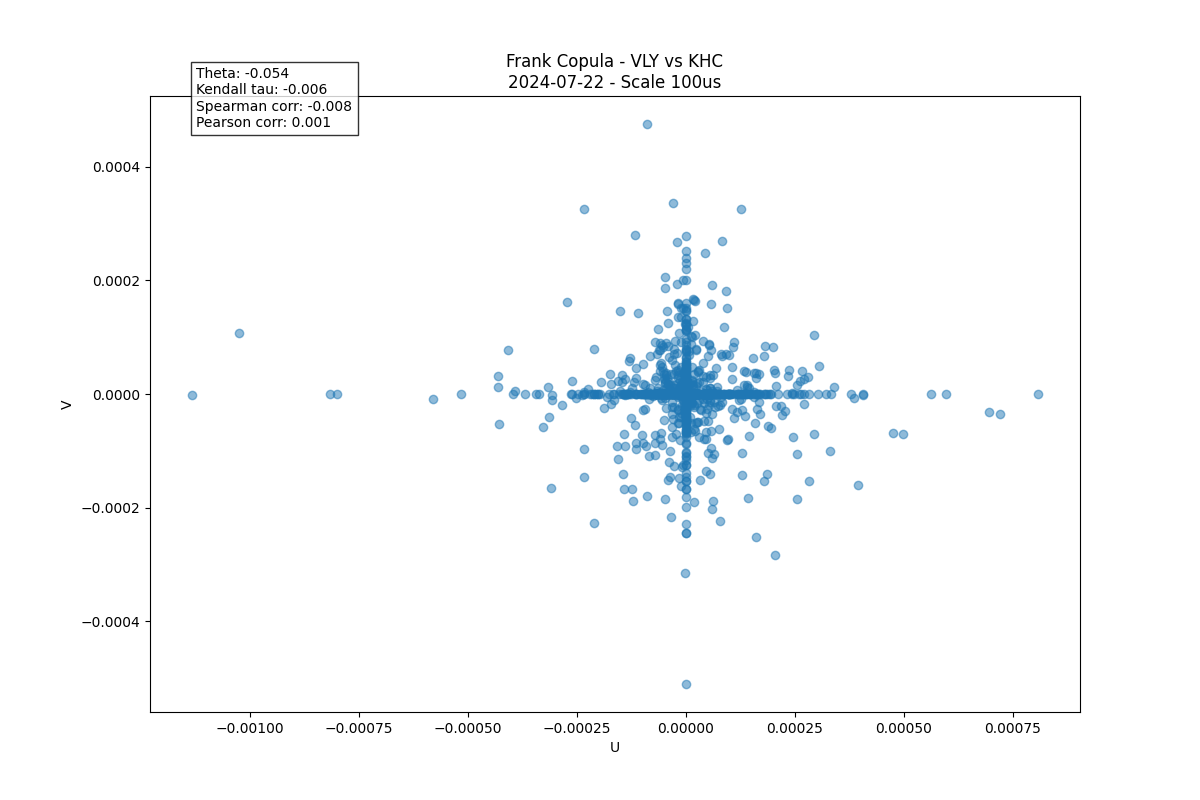 Frank Copula - VLY vs KHC
2024-07-22 - Scale 100us
Theta: -0.054
Kendall tau: -0.006
Spearman corr: -0.008
Pearson corr: 0.001
0.0004
0.0002
0.0000
−0.0002
−0.0004
V
−0.00100
−0.00075
−0.00050
−0.00025
0.00000
0.00025
0.00050
0.00075
U